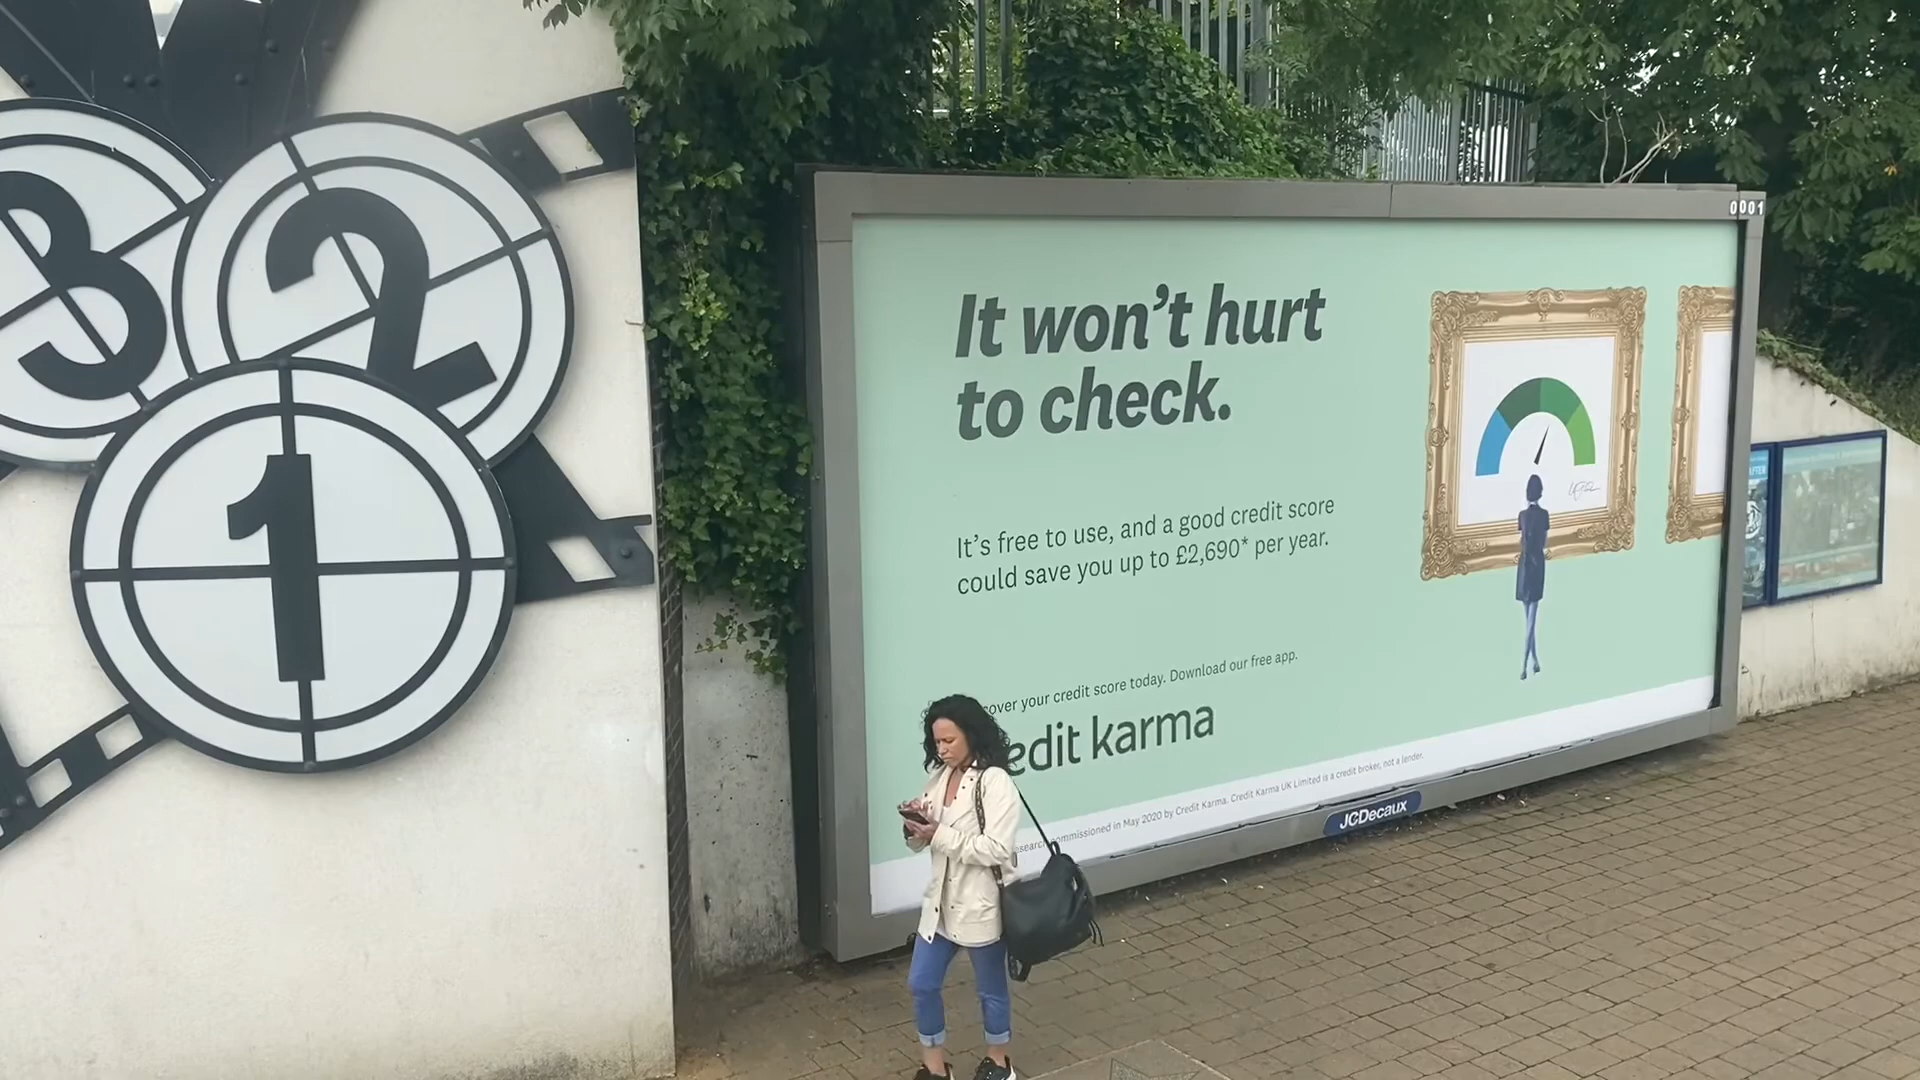 3
2
1
0001
It won't hurt
to check.
It's free to use, and a good credit score
could save you up to £2,690* per year.
cover your credit score today. Download our free app.
edit karma
commissioned in May 2020 by Credit Karma. Credit Karma UK Limited is a credit broker, not a lender.
JCDecaux